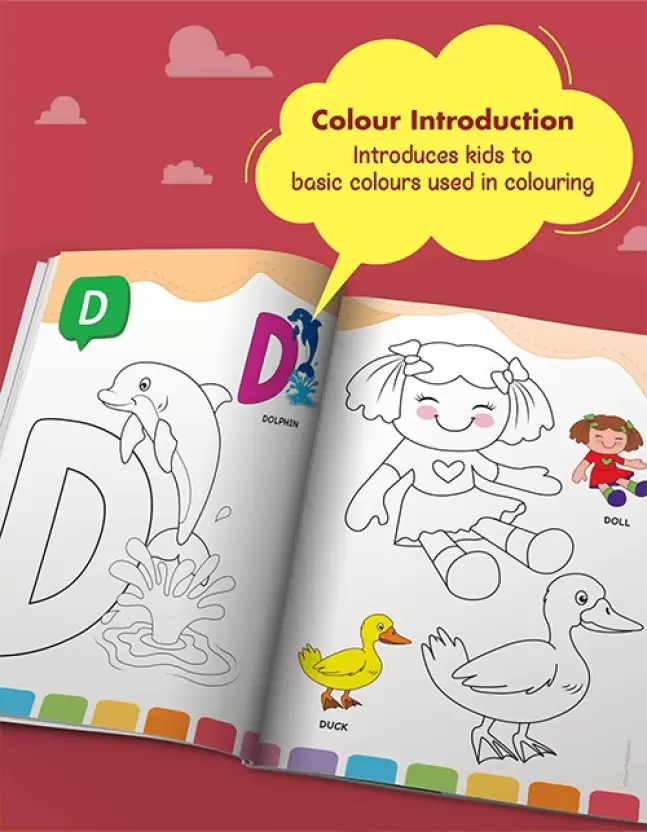 Colour Introduction
Introduces kids to
basic colours used in colouring
D
D
DOLPHIN
D
DOLL
DUCK